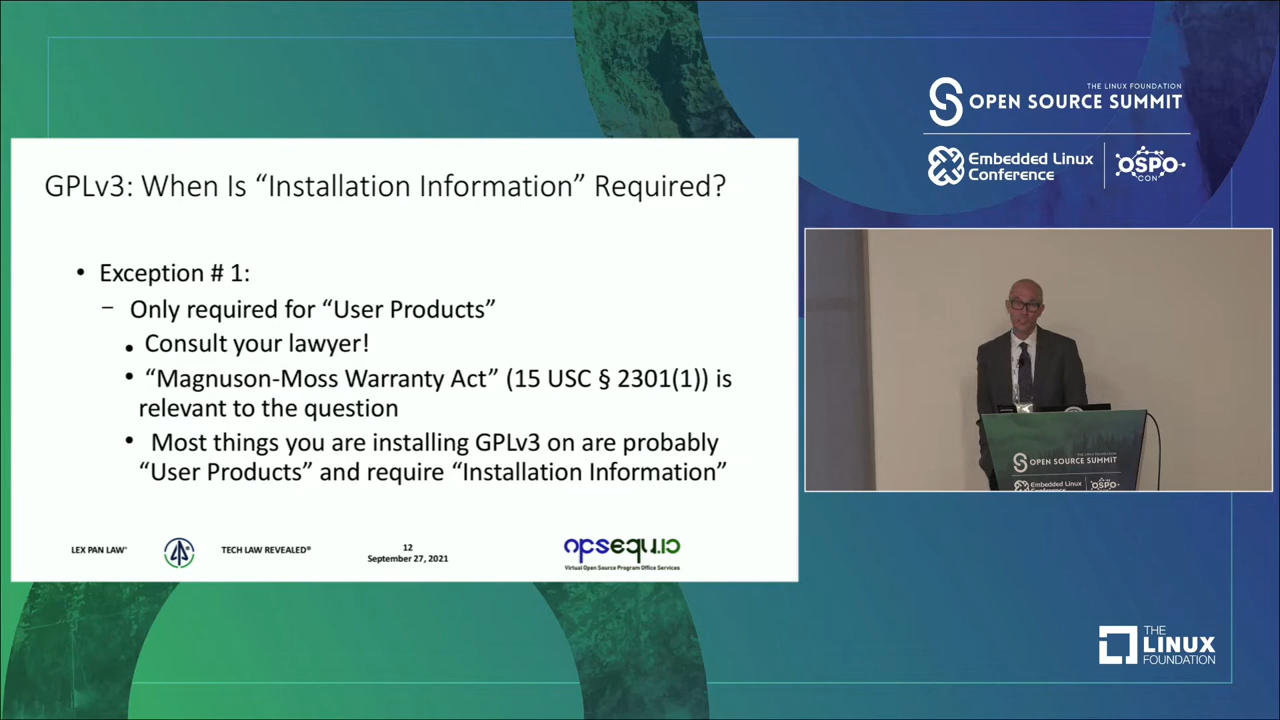 THE LINUX FOUNDATION
OPEN SOURCE SUMMIT
Embedded Linux
Conference
OSPO
CON
GPLv3: When Is “Installation Information” Required?
• Exception # 1:
– Only required for “User Products”
• Consult your lawyer!
• “Magnuson-Moss Warranty Act” (15 USC § 2301(1)) is
relevant to the question
• Most things you are installing GPLv3 on are probably
“User Products” and require “Installation Information”
LEX PAN LAW
TECH LAW REVEALED®
12
September 27, 2021
opsequ.io
Virtual Open Source Program Office Services
OPEN SOURCE SUMMIT
Embedded Linux
OSPO
THE
LINUX
FOUNDATION